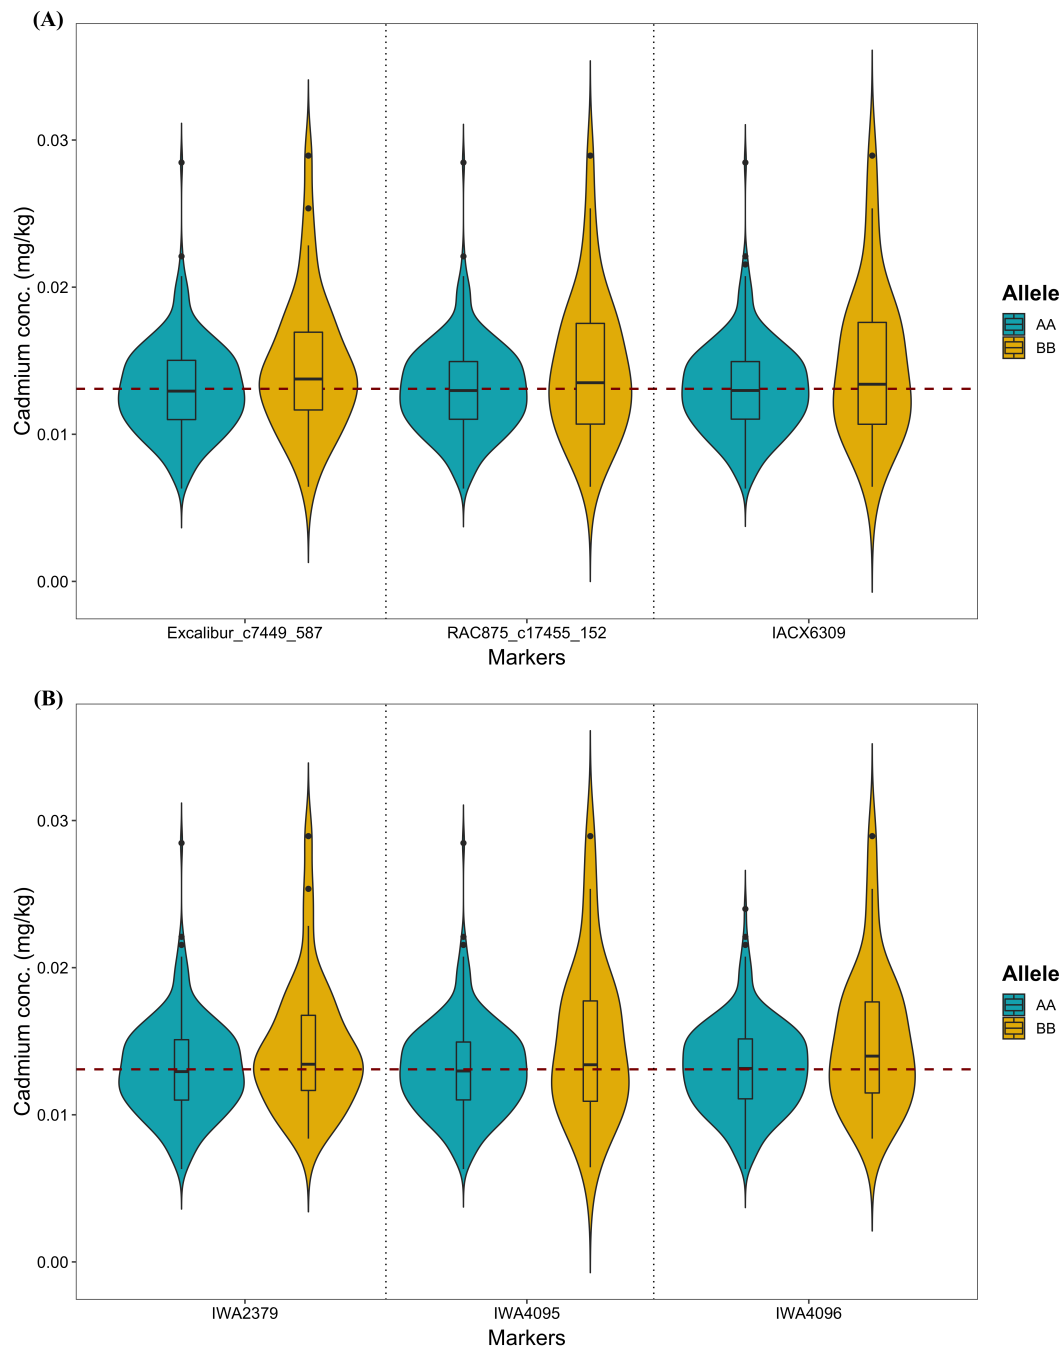 (A)
Cadmium conc. (mg/kg)
0.03
0.02
0.01
0.00
Excalibur_c7449_587
RAC875_c17455_152
IACX6309
Markers
Allele
AA
BB
(B)
Cadmium conc. (mg/kg)
0.03
0.02
0.01
0.00
IWA2379
IWA4095
IWA4096
Markers
Allele
AA
BB